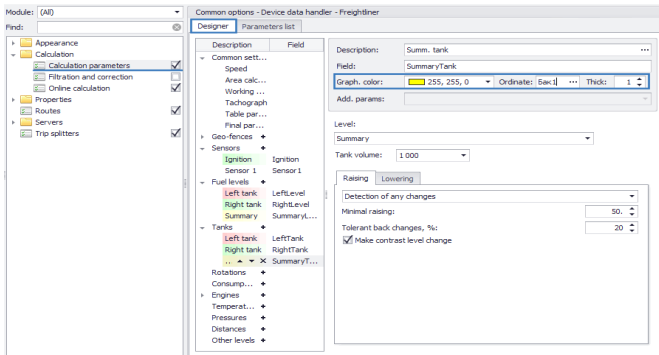 Module: (All)
Find:
Appearance
Calculation
Calculation parameters
Filtration and correction
Online calculation
Properties
Routes
Servers
Trip splitters
Common options - Device data handler - Freightliner
Designer Parameters list
Description Field
Common sett...
Speed
Area calc...
Working ...
Tachograph
Table par...
Final par...
Geo-fences +
Sensors +
Ignition Ignition
Sensor 1 Sensor1
Fuel levels +
Left tank LeftLevel
Right tank RightLevel
Summary SummaryL...
Tanks +
Left tank LeftTank
Right tank RightTank
.. SummaryT...
Rotations +
Consump... +
Engines +
Temperat... +
Pressures +
Distances +
Other levels +
Description: Summ. tank ...
Field: SummaryTank
Graph. color: 255, 255, 0 Ordinate: Бак1 ... Thick: 1
Add. params:
Level:
Summary
Tank volume: 1 000
Raising Lowering
Detection of any changes
Minimal raising: 50.
Tolerant back changes, %: 20
Make contrast level change